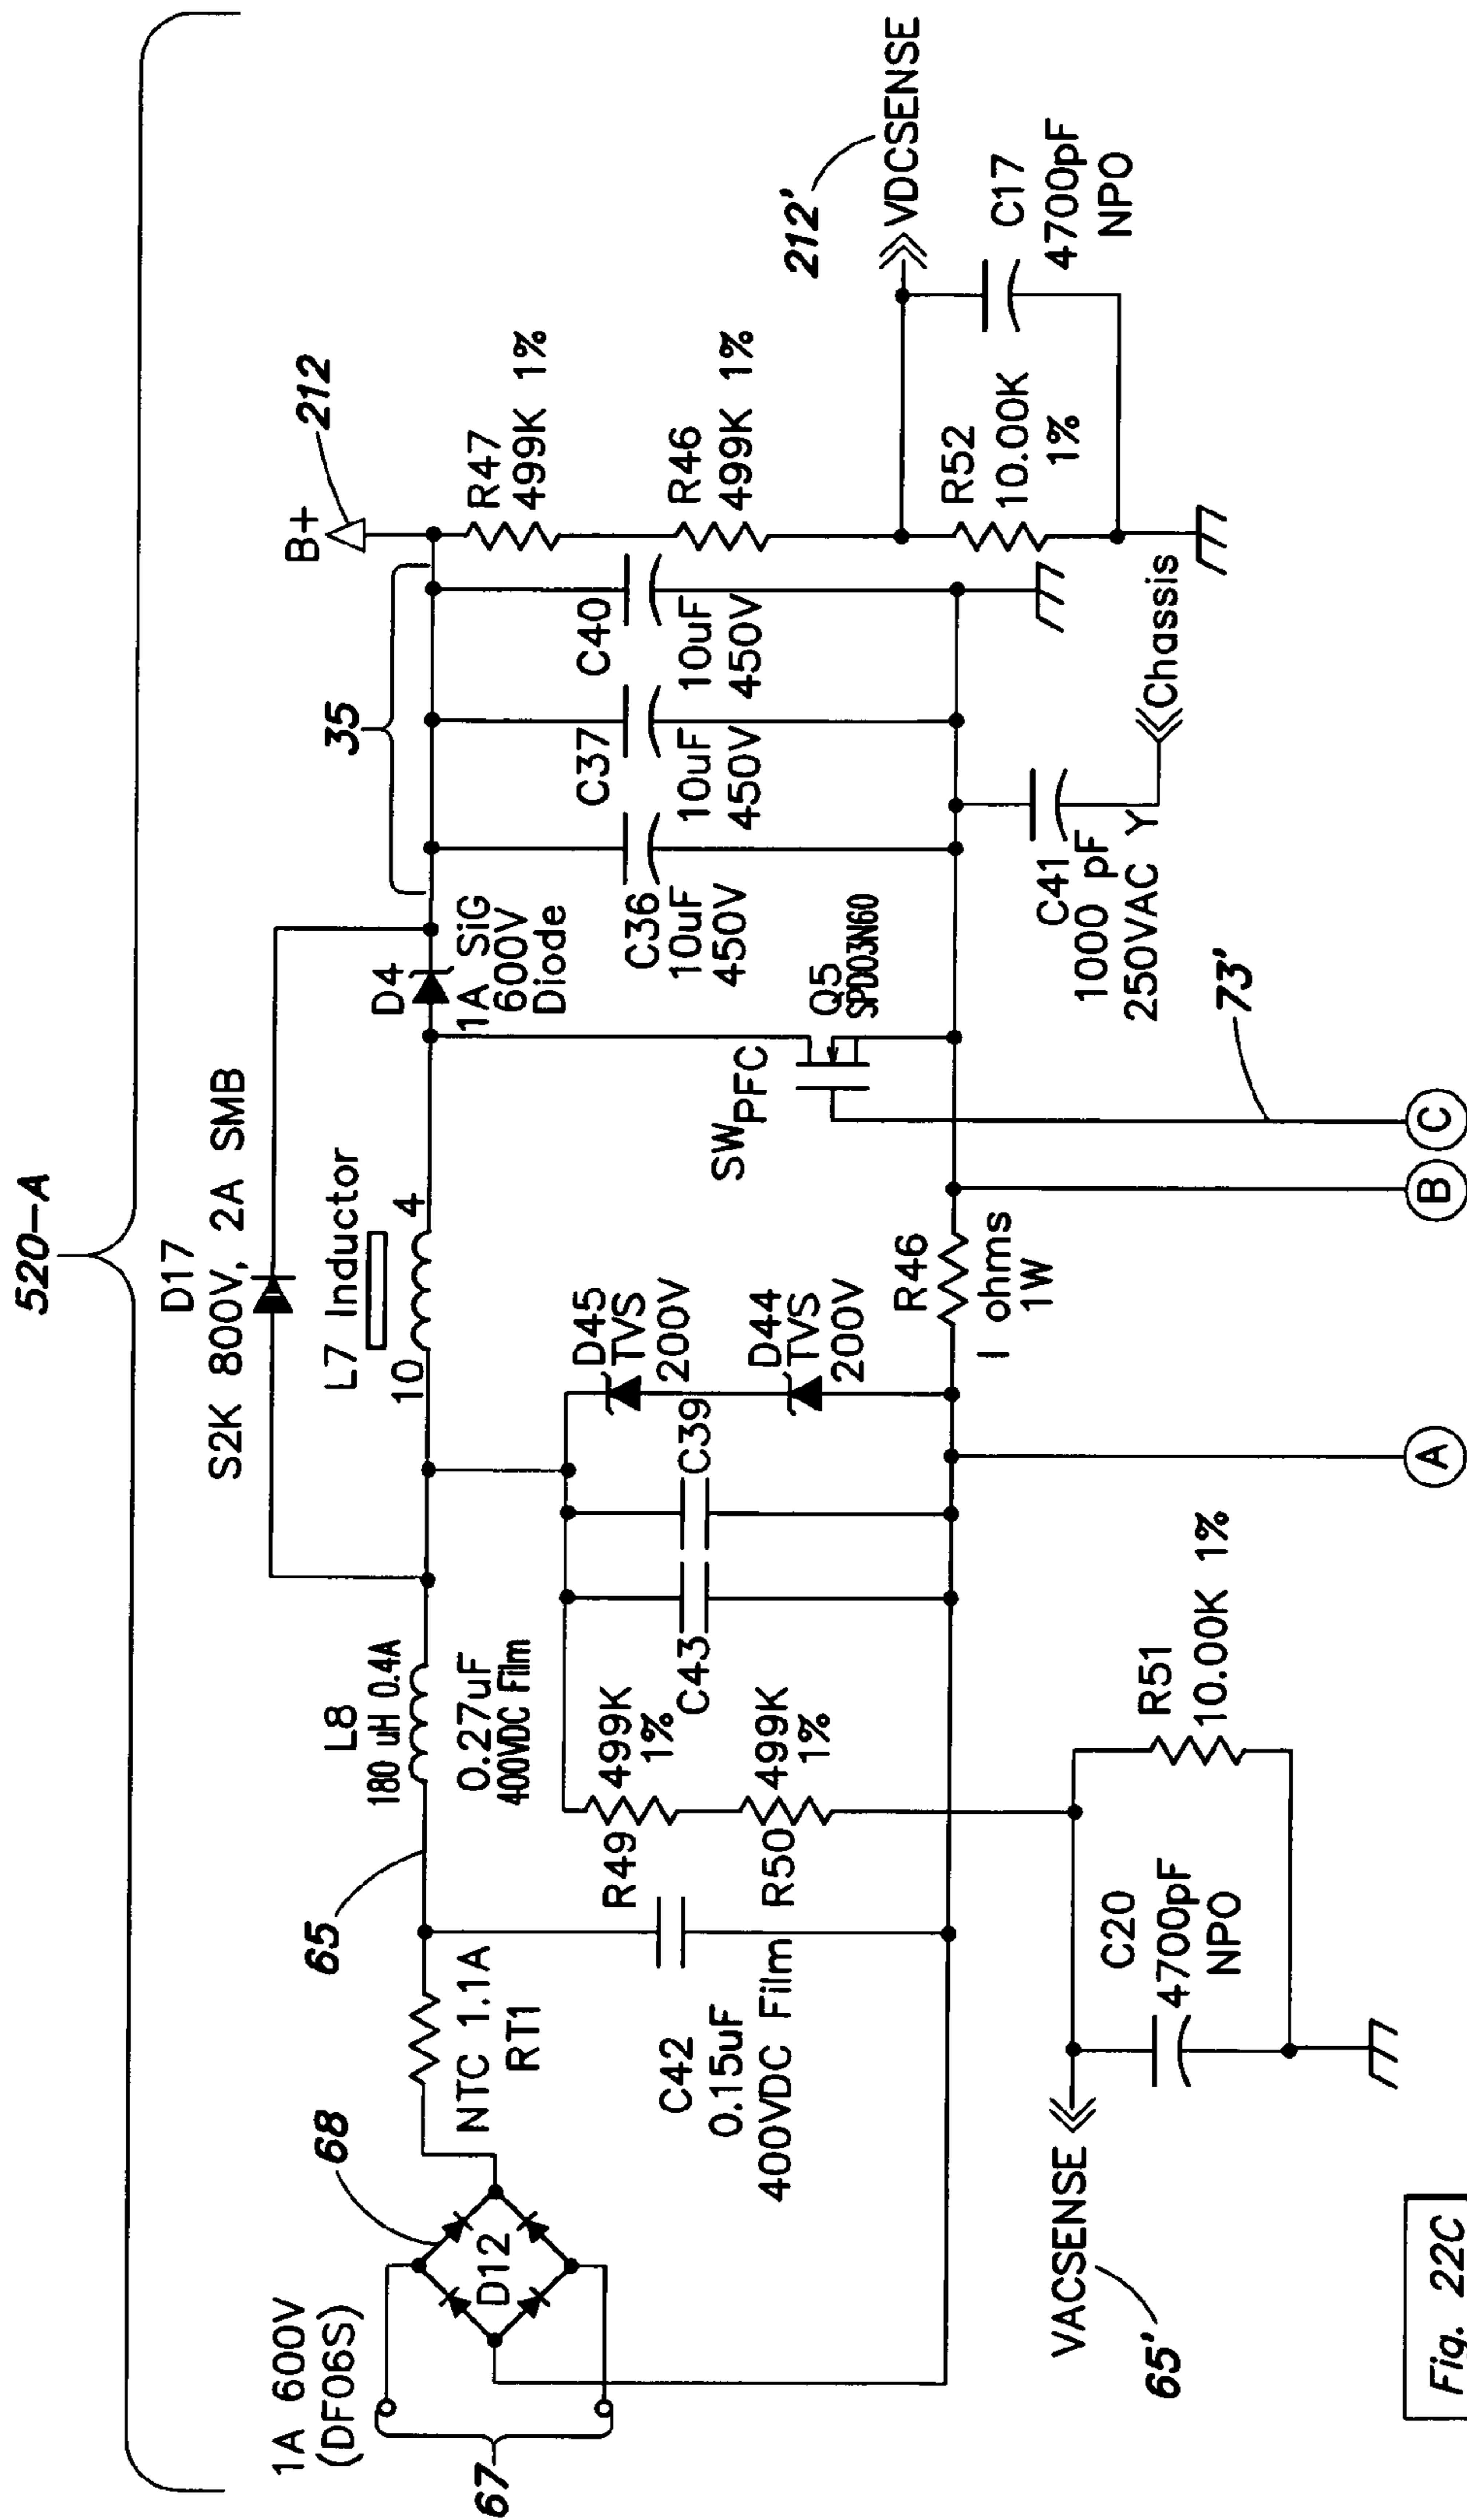 520-A
D17
S2K 800V, 2A SMB
1A 600V
(DF06S)
67
68
D12
NTC 1.1A
RT1
65
L8
180 uH 0.4A
L7 Inductor
10
4
D4
1A SiG
600V
Diode
35
B+
212
C42
0.15uF
400VDC Film
0.27uF
400VDC Film
R49
499K
1%
R50
499K
1%
C43
C39
D45
TVS
200V
D44
TVS
200V
R46
1 ohms
1W
SWPFC
Q5
SPD03N60
C36
10uF
450V
C37
10uF
450V
C40
10uF
450V
R47
499K 1%
R46
499K 1%
R52
10.00K
1%
212'
VDCSENSE
C17
4700pF
NPO
C41
1000 pF
250VAC Y
Chassis
73'
VACSENSE
65'
C20
4700pF
NPO
R51
10.00K 1%
A
B
C
Fig. 22C